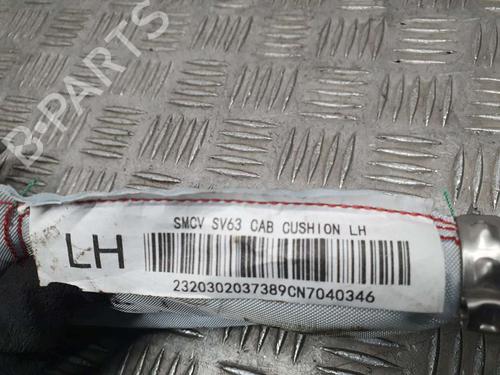 B-PARTS
SMCV SV63 CAB CUSHION LH
LH
2320302037389CN7040346